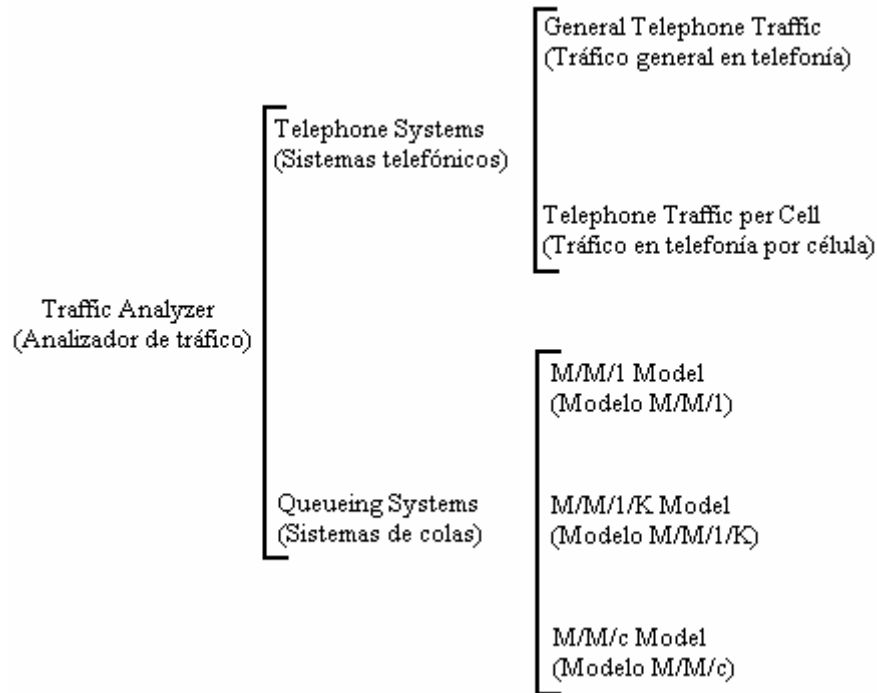 General Telephone Traffic
(Tráfico general en telefonía)
Telephone Systems
(Sistemas telefónicos)
Telephone Traffic per Cell
(Tráfico en telefonía por célula)
Traffic Analyzer
(Analizador de tráfico)
M/M/1 Model
(Modelo M/M/1)
Queueing Systems
(Sistemas de colas)
M/M/1/K Model
(Modelo M/M/1/K)
M/M/c Model
(Modelo M/M/c)